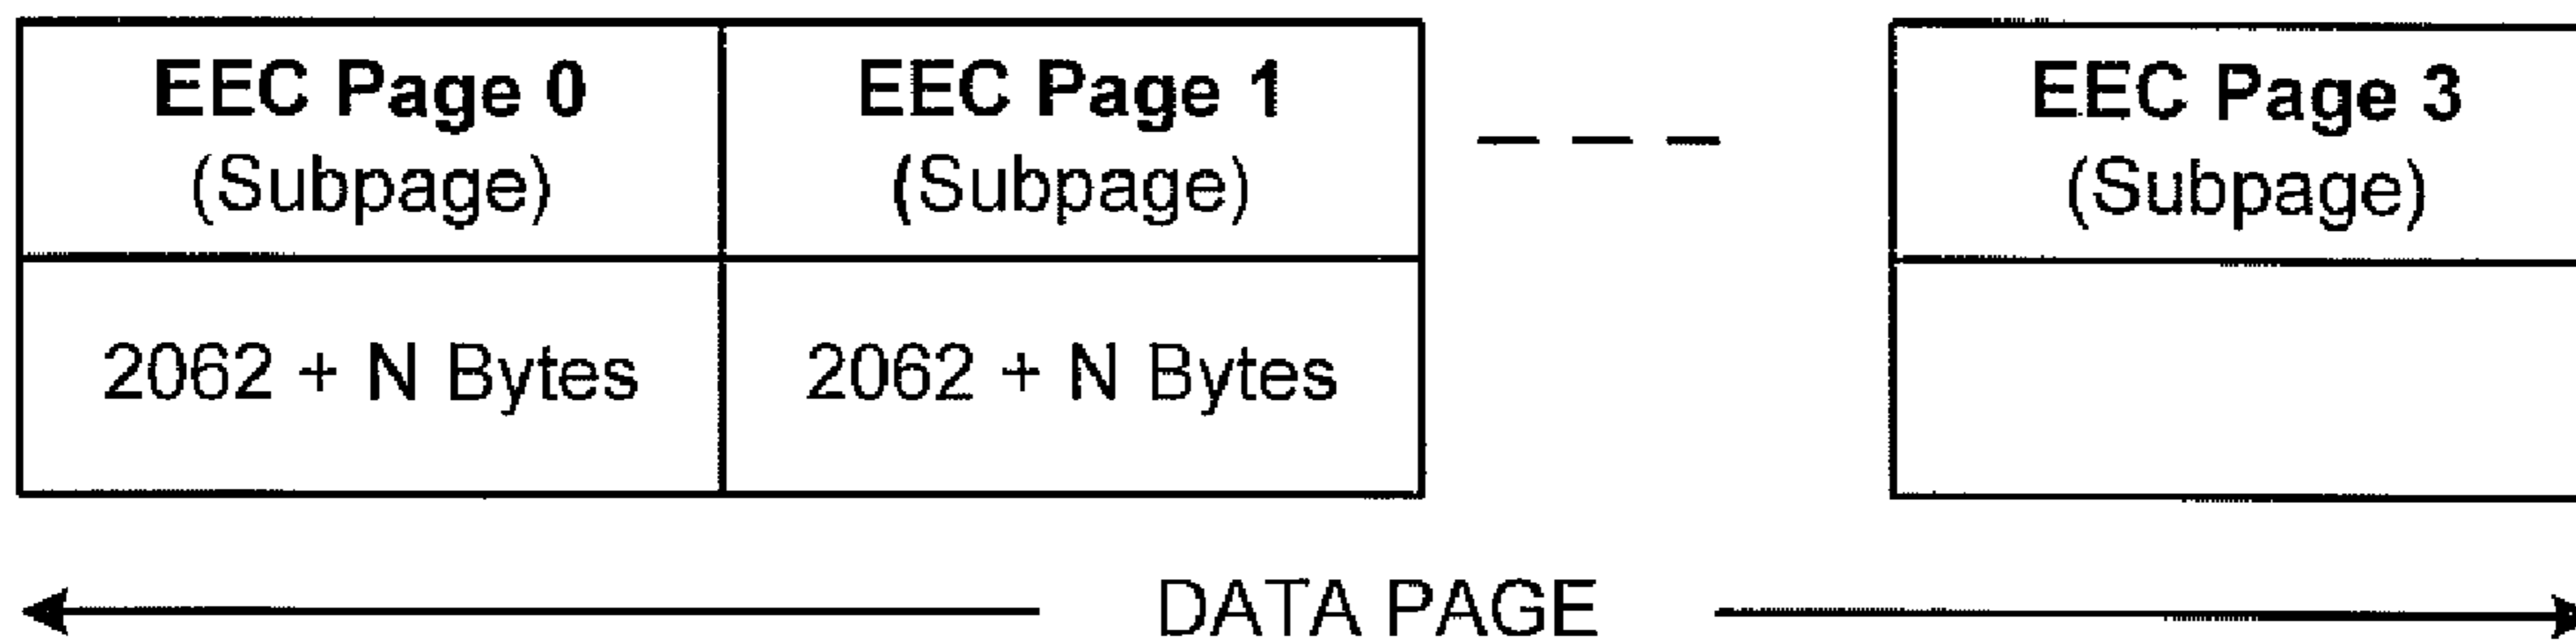 EEC Page 0 EEC Page 1 EEC Page 3
(Subpage) (Subpage) (Subpage)
2062 + N Bytes 2062 + N Bytes
DATA PAGE